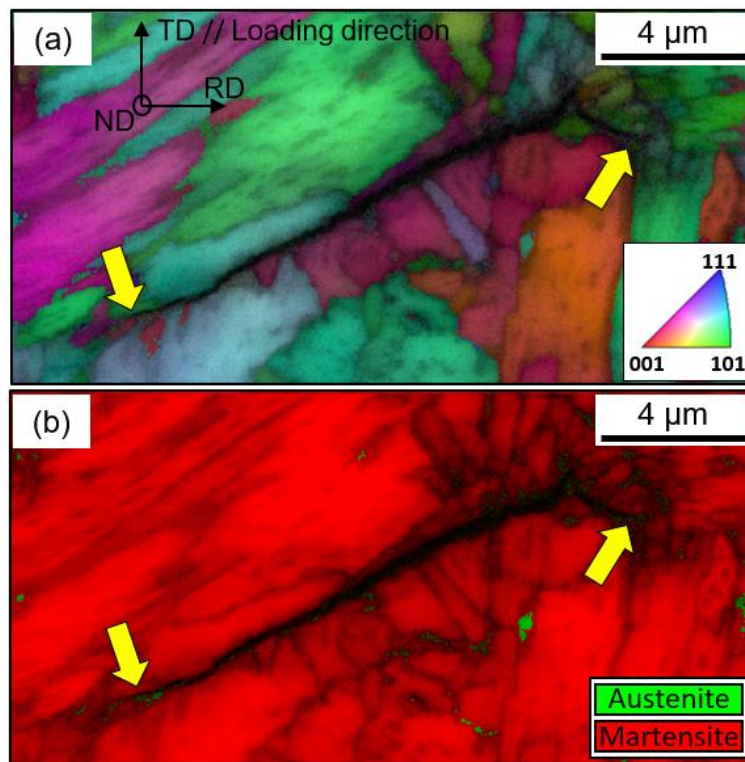 (a)
TD // Loading direction
4 μm
RD
ND
111
001
101
(b)
4 μm
Austenite
Martensite